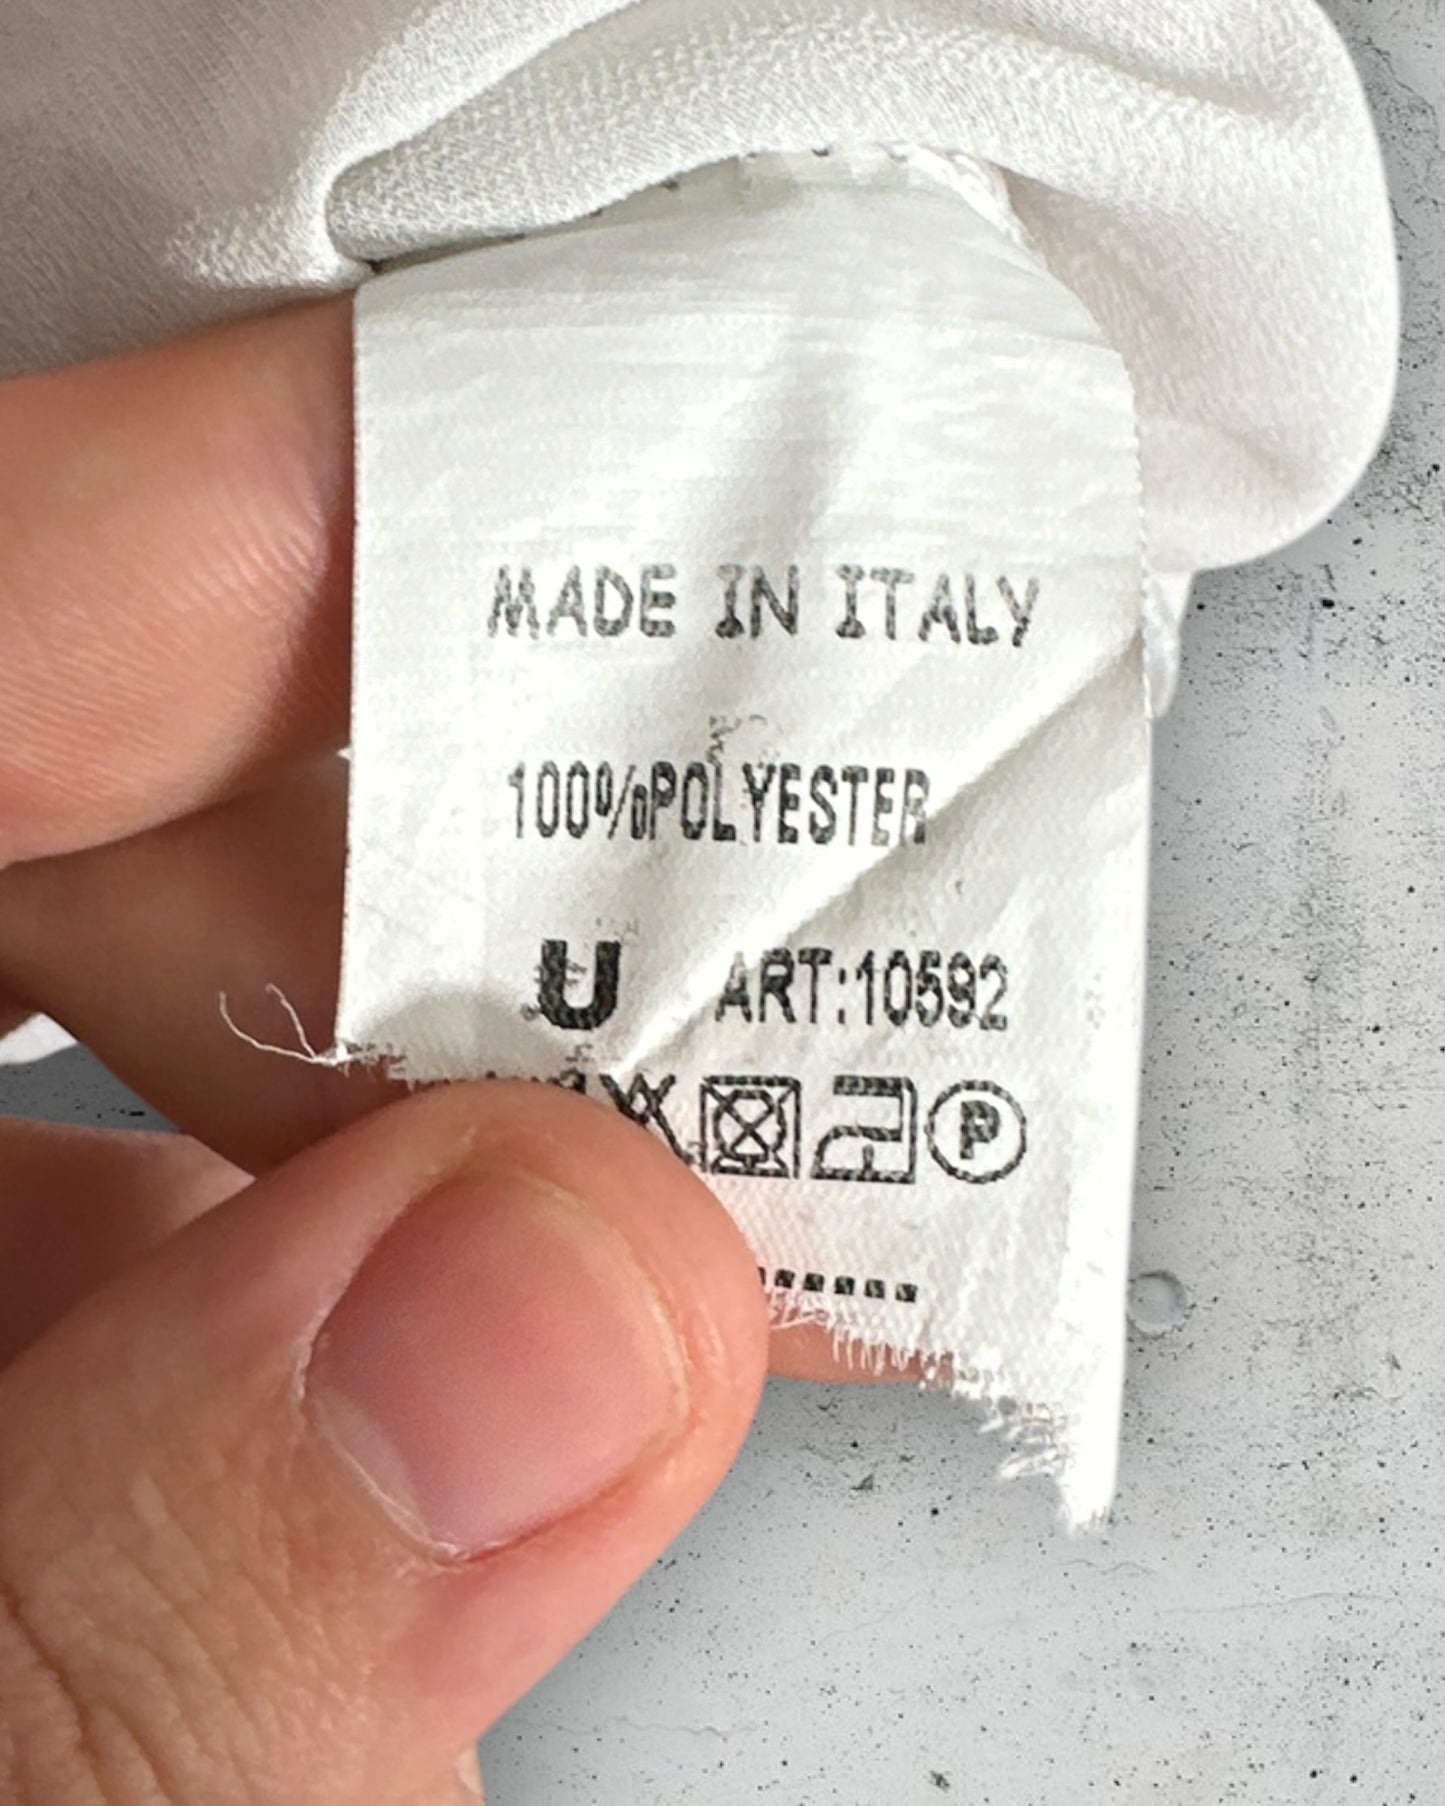 MADE IN ITALY
100%POLYESTER
U ART:10592
P